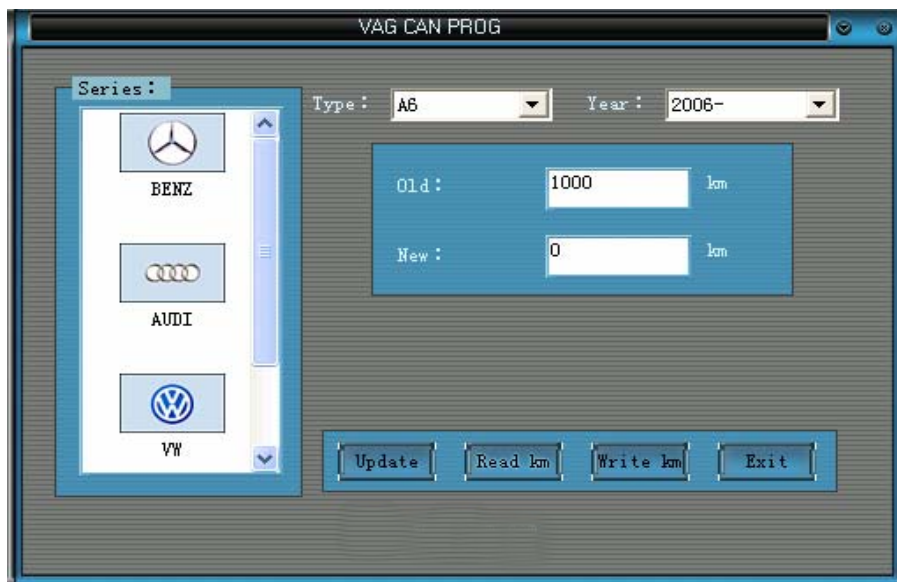 VAG CAN PROG
Series：
Type： A6 Year： 2006-
BENZ
Old： 1000 km
New： 0 km
AUDI
VW
Update Read km Write km Exit